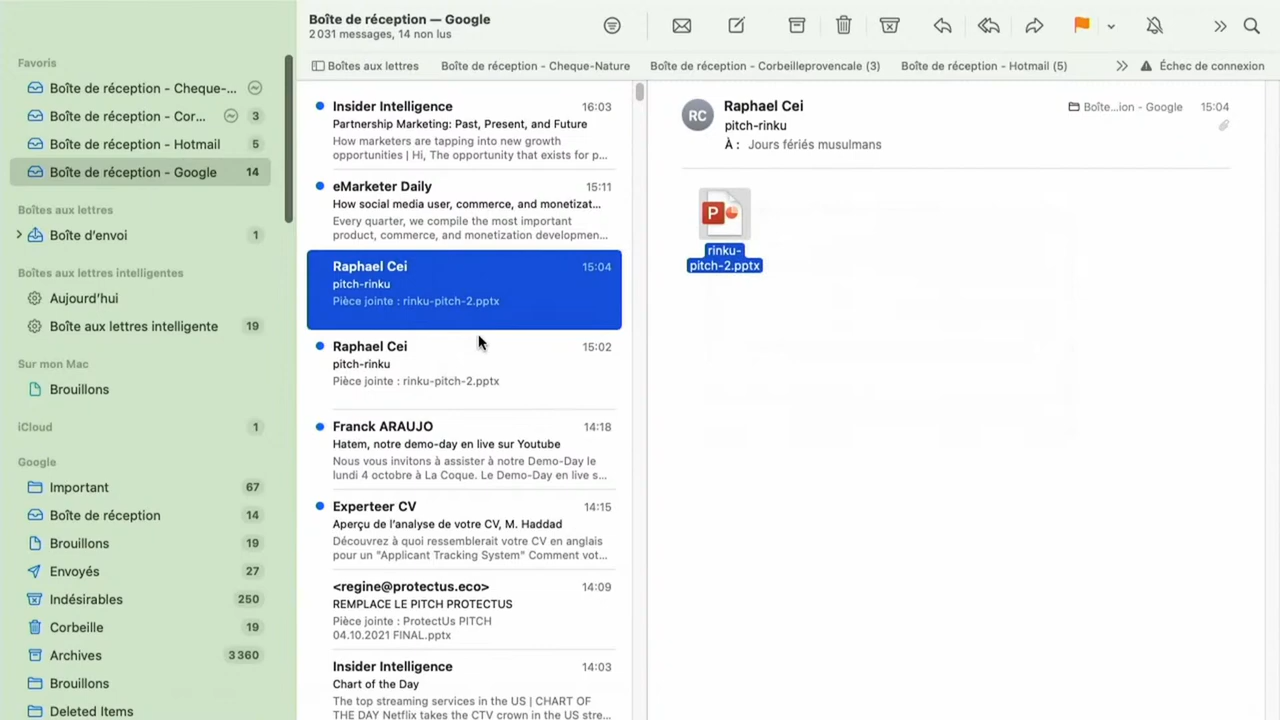 Favoris
Boîte de réception – Cheque-...
Boîte de réception – Cor... 3
Boîte de réception – Hotmail 5
Boîte de réception – Google 14
Boîtes aux lettres
Boîte d’envoi 1
Boîtes aux lettres intelligentes
Aujourd’hui
Boîte aux lettres intelligente 19
Sur mon Mac
Brouillons
iCloud 1
Google
Important 67
Boîte de réception 14
Brouillons 19
Envoyés 27
Indésirables 250
Corbeille 19
Archives 3 360
Brouillons
Deleted Items
Boîte de réception — Google
2 031 messages, 14 non lus
Boîtes aux lettres Boîte de réception - Cheque-Nature Boîte de réception - Corbeilleprovencale (3) Boîte de réception - Hotmail (5) Échec de connexion
Insider Intelligence 16:03
Partnership Marketing: Past, Present, and Future
How marketers are tapping into new growth
opportunities | Hi, The opportunity that exists for p...
eMarketer Daily 15:11
How social media user, commerce, and monetizat...
Every quarter, we compile the most important
product, commerce, and monetization developmen...
Raphael Cei 15:04
pitch-rinku
Pièce jointe : rinku-pitch-2.pptx
Raphael Cei 15:02
pitch-rinku
Pièce jointe : rinku-pitch-2.pptx
Franck ARAUJO 14:18
Hatem, notre demo-day en live sur Youtube
Nous vous invitons à assister à notre Demo-Day le
lundi 4 octobre à La Coque. Le Demo-Day en live s...
Experteer CV 14:15
Aperçu de l’analyse de votre CV, M. Haddad
Découvrez à quoi ressemblerait votre CV en anglais
pour un "Applicant Tracking System" Comment vot...
<regine@protectus.eco> 14:09
REMPLACE LE PITCH PROTECTUS
Pièce jointe : ProtectUs PITCH
04.10.2021 FINAL.pptx
Insider Intelligence 14:03
Chart of the Day
The top streaming services in the US | CHART OF
THE DAY Netflix takes the CTV crown in the US stre...
RC
Raphael Cei Boîte...ion - Google 15:04
pitch-rinku
À : Jours fériés musulmans
P
rinku-
pitch-2.pptx